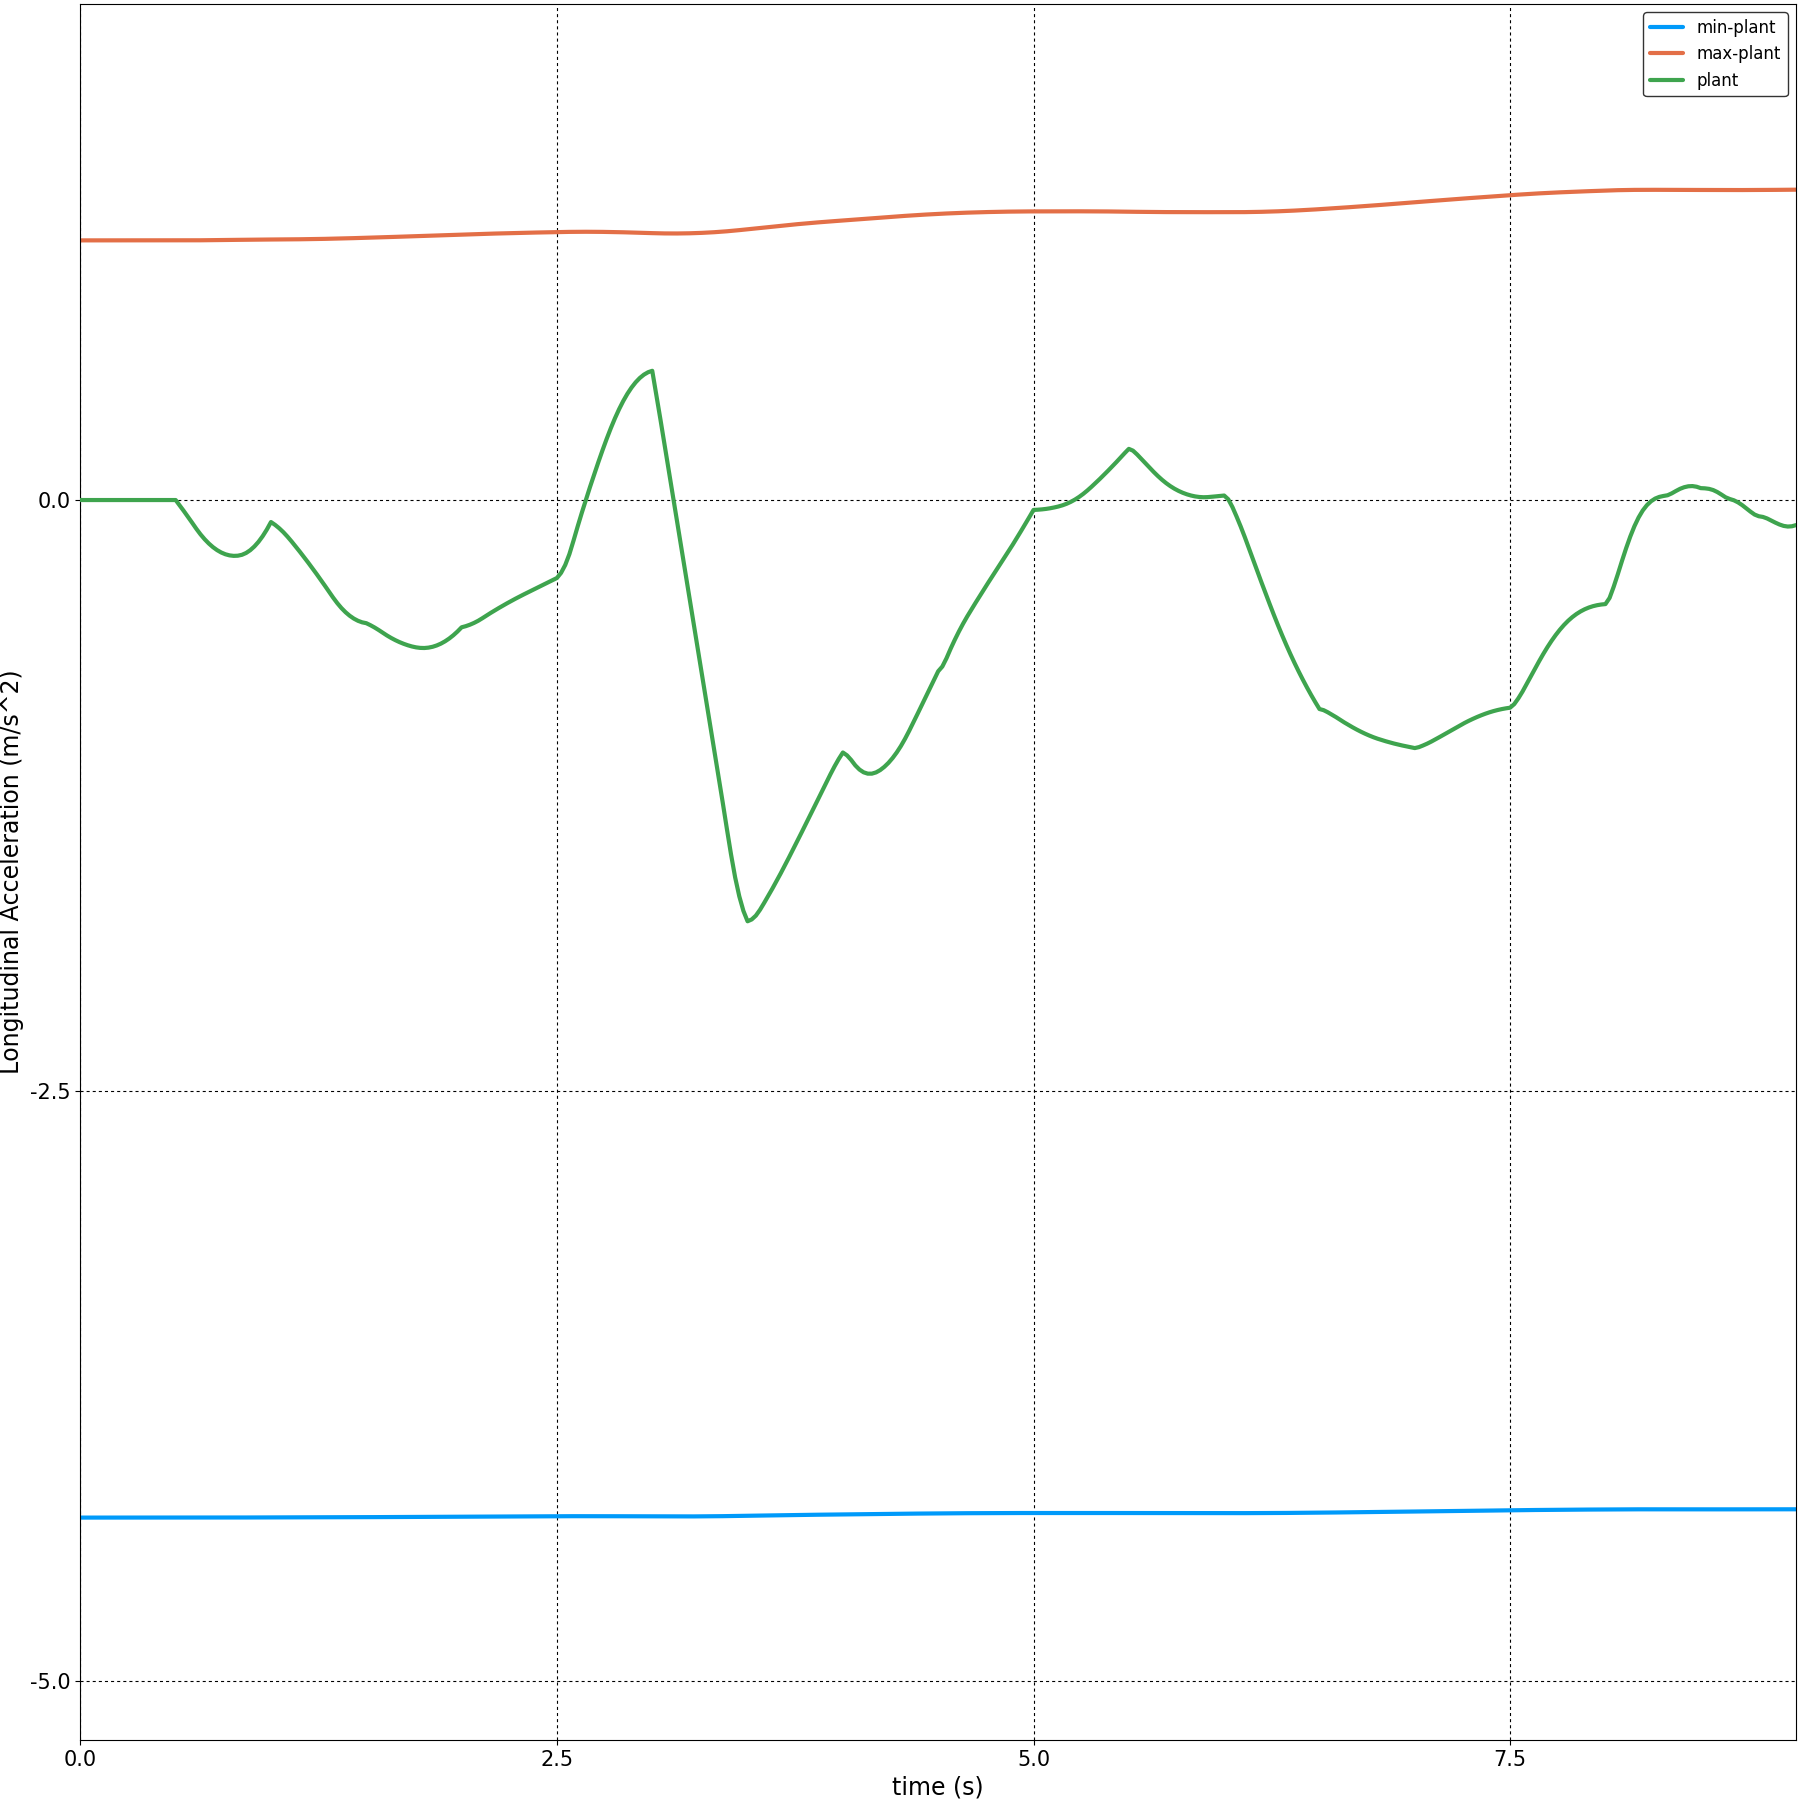 min-plant
max-plant
plant
Longitudinal Acceleration (m/s^2)
0.0
-2.5
-5.0
0.0
2.5
5.0
7.5
time (s)